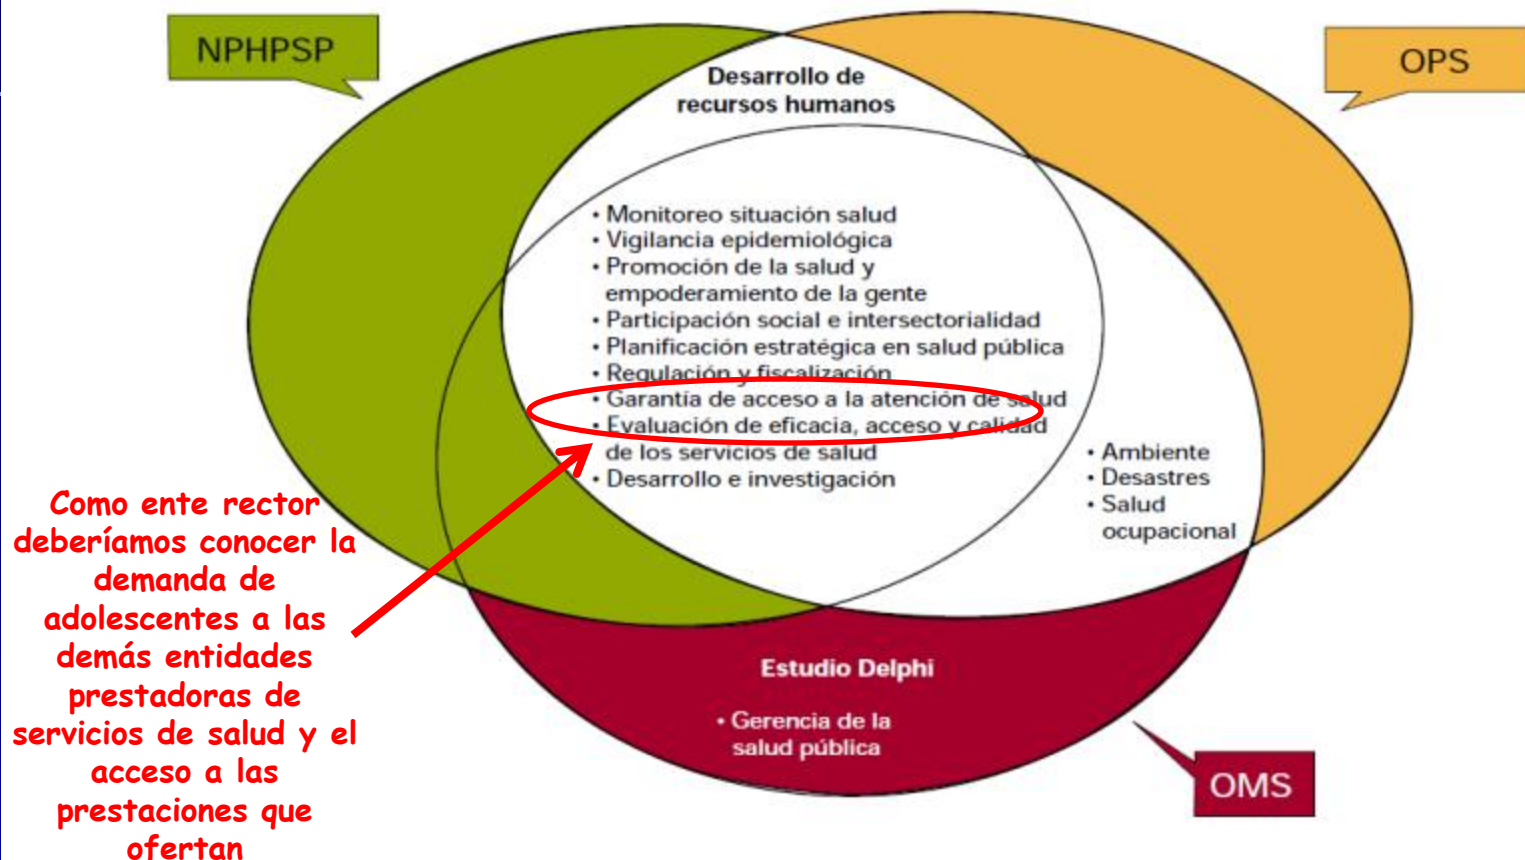 NPHPSP
OPS
Desarrollo de
recursos humanos
• Monitoreo situación salud
• Vigilancia epidemiológica
• Promoción de la salud y
empoderamiento de la gente
• Participación social e intersectorialidad
• Planificación estratégica en salud pública
• Regulación y fiscalización
• Garantía de acceso a la atención de salud
• Evaluación de eficacia, acceso y calidad
de los servicios de salud
• Desarrollo e investigación
• Ambiente
• Desastres
• Salud
ocupacional
Como ente rector
deberíamos conocer la
demanda de
adolescentes a las
demás entidades
prestadoras de
servicios de salud y el
acceso a las
prestaciones que
ofertan
Estudio Delphi
• Gerencia de la
salud pública
OMS